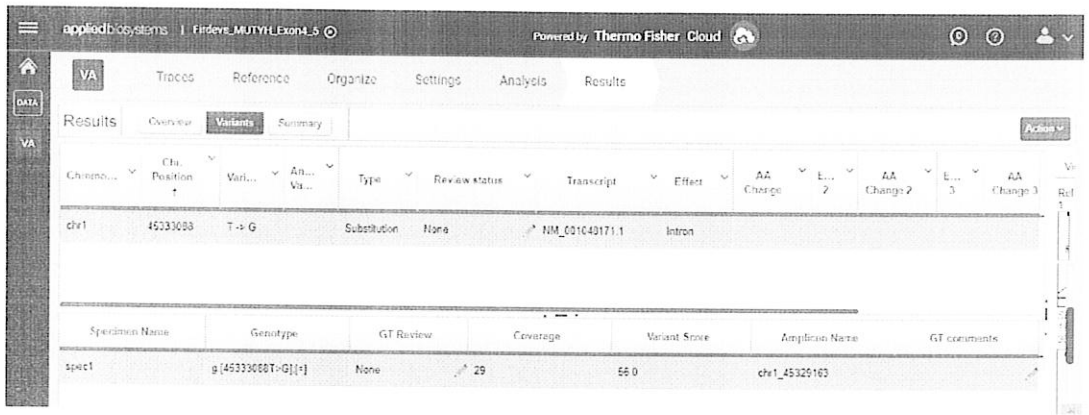 applied biosystems | Firdevs_MUTYH_Exon4_5
Powered by Thermo Fisher Cloud
VA Traces Reference Organize Settings Analysis Results
DATA
Results Overview Variants Summary
Action
VA
Chromo... Chr. Position Vari... An... Va... Type Review status Transcript Effect AA Change E... 2 AA Change 2 E... 3 AA Change 3
chr1 45333088 T -> G Substitution None NM_001048171.1 Intron
Specimen Name Genotype GT Review Coverage Variant Score Amplicon Name GT comments
spec1 g.[45333088T>G];[=] None 29 56.0 chr1_45329163